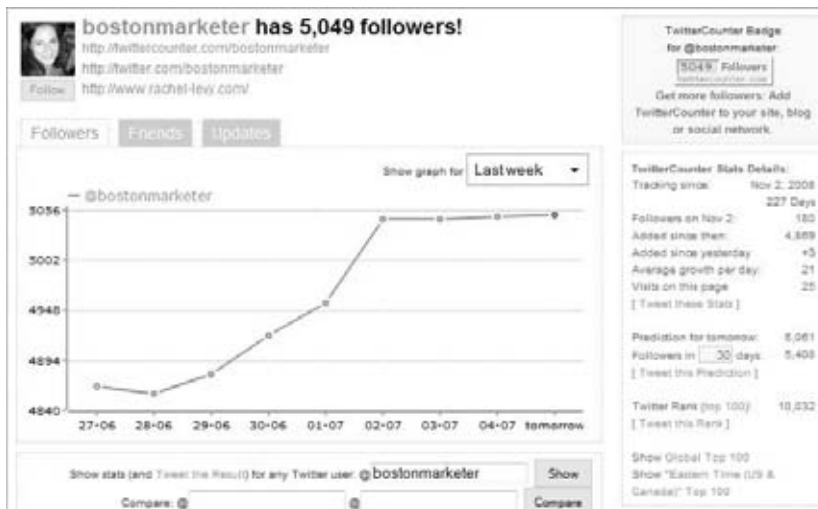 bostonmarketer has 5,049 followers!
http://twittercounter.com/bostonmarketer
http://twitter.com/bostonmarketer
Follow http://www.rachel-levy.com/
Followers Friends Updates
Show graph for Last week
@bostonmarketer
5056
5002
4948
4894
4840
27-06 28-06 29-06 30-06 01-07 02-07 03-07 04-07 tomorrow
Show stats (and Tweet the Result) for any Twitter user: @ bostonmarketer Show
Compare: @ @ Compare
TwitterCounter Badge
for @bostonmarketer:
5049 Followers
twittercounter.com
Get more followers: Add
TwitterCounter to your site, blog
or social network.
TwitterCounter Stats Details:
Tracking since: Nov 2, 2008
227 Days
Followers on Nov 2: 180
Added since then: 4,869
Added since yesterday
Average growth per day: 21
Visits on this page 25
[ Tweet these Stats ]
Prediction for tomorrow:
Followers in 30 days:
[ Tweet this Prediction ]
Twitter Rank (top 100):
[ Tweet this Rank ]
Show Global Top 100
Show "Eastern Time (US &
Canada)" Top 100